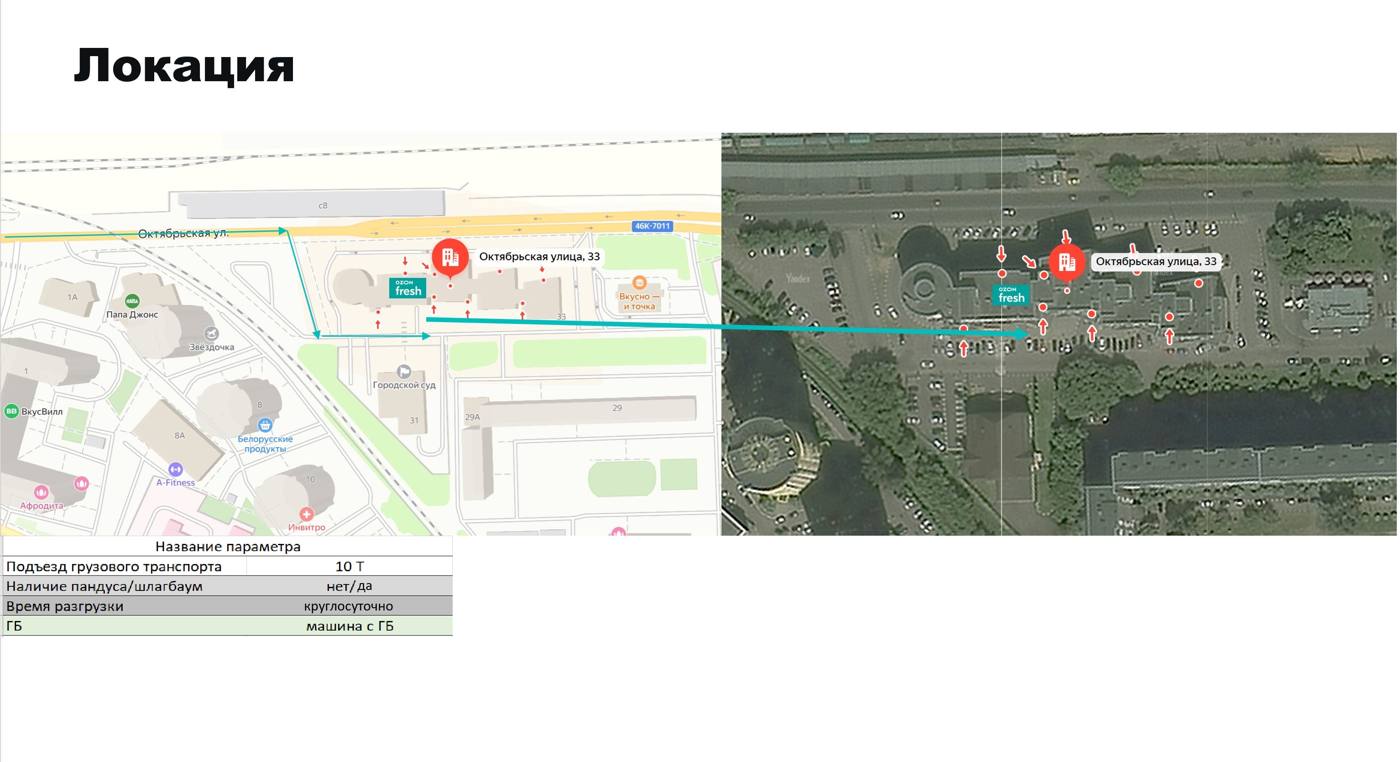 Локация
с8
Октябрьская ул.
46К-7011
Октябрьская улица, 33
1А
Папа Джонс
OZON
fresh
Вкусно —
и точка
33
Звёздочка
Городской суд
1
8
ВкусВилл
31
29А
29
8А
Белорусские
продукты
A-Fitness
10
Афродита
Инвитро
Yandex
Октябрьская улица, 33
OZON
fresh
Название параметра
Подъезд грузового транспорта 10 Т
Наличие пандуса/шлагбаум нет/да
Время разгрузки круглосуточно
ГБ машина с ГБ